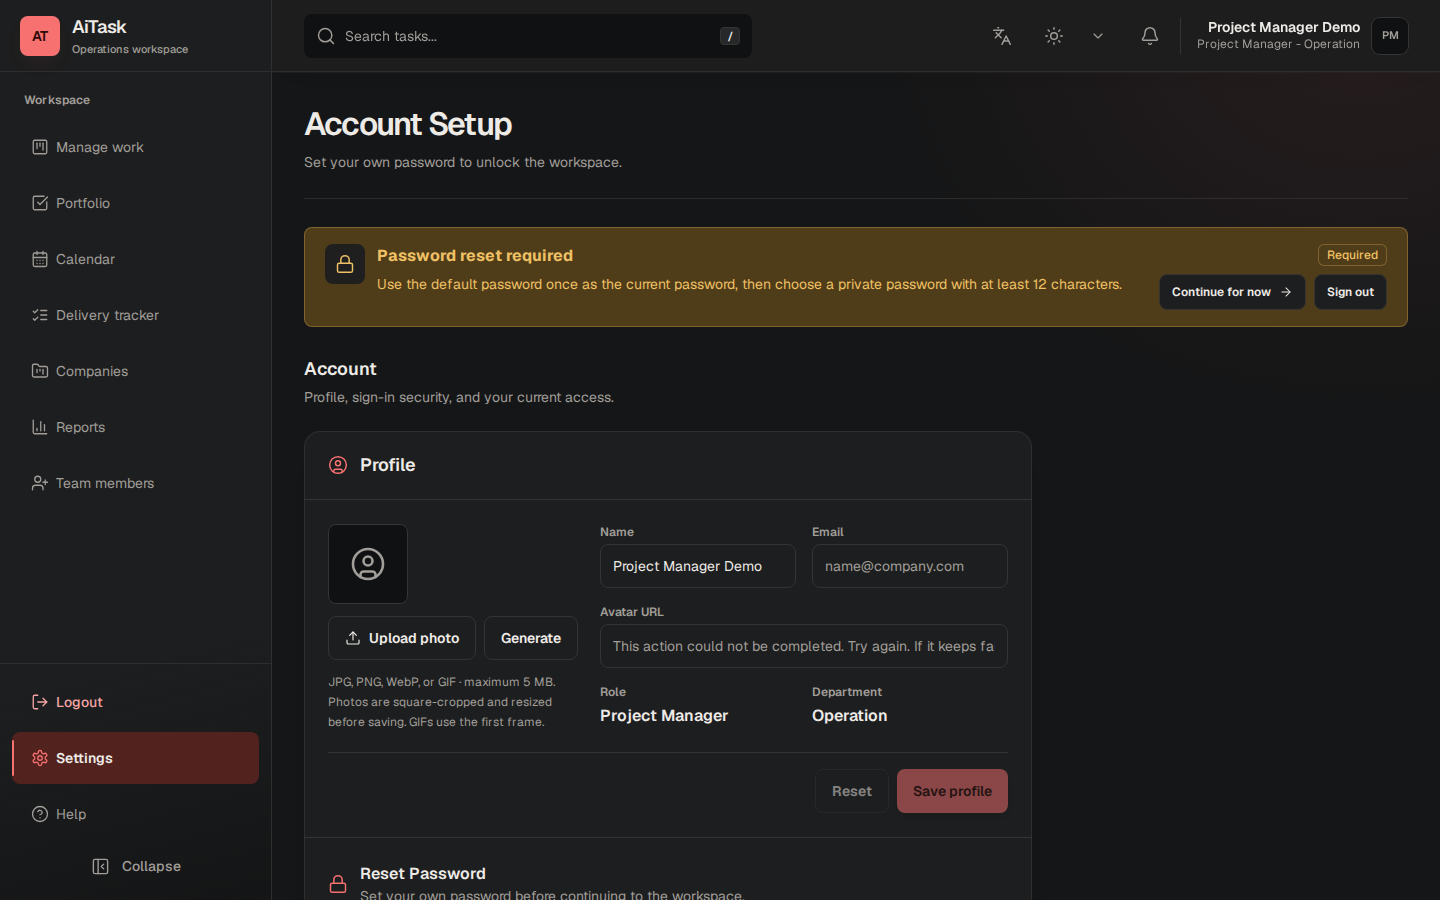 AT
AiTask
Operations workspace
Search tasks...
/
Project Manager Demo
Project Manager - Operation
PM
Workspace
Manage work
Portfolio
Calendar
Delivery tracker
Companies
Reports
Team members
Logout
Settings
Help
Collapse
Account Setup
Set your own password to unlock the workspace.
Password reset required
Use the default password once as the current password, then choose a private password with at least 12 characters.
Required
Continue for now
Sign out
Account
Profile, sign-in security, and your current access.
Profile
Upload photo
Generate
JPG, PNG, WebP, or GIF · maximum 5 MB.
Photos are square-cropped and resized
before saving. GIFs use the first frame.
Name
Email
Project Manager Demo
name@company.com
Avatar URL
This action could not be completed. Try again. If it keeps fa
Role
Department
Project Manager
Operation
Reset
Save profile
Reset Password
Set your own password before continuing to the workspace.